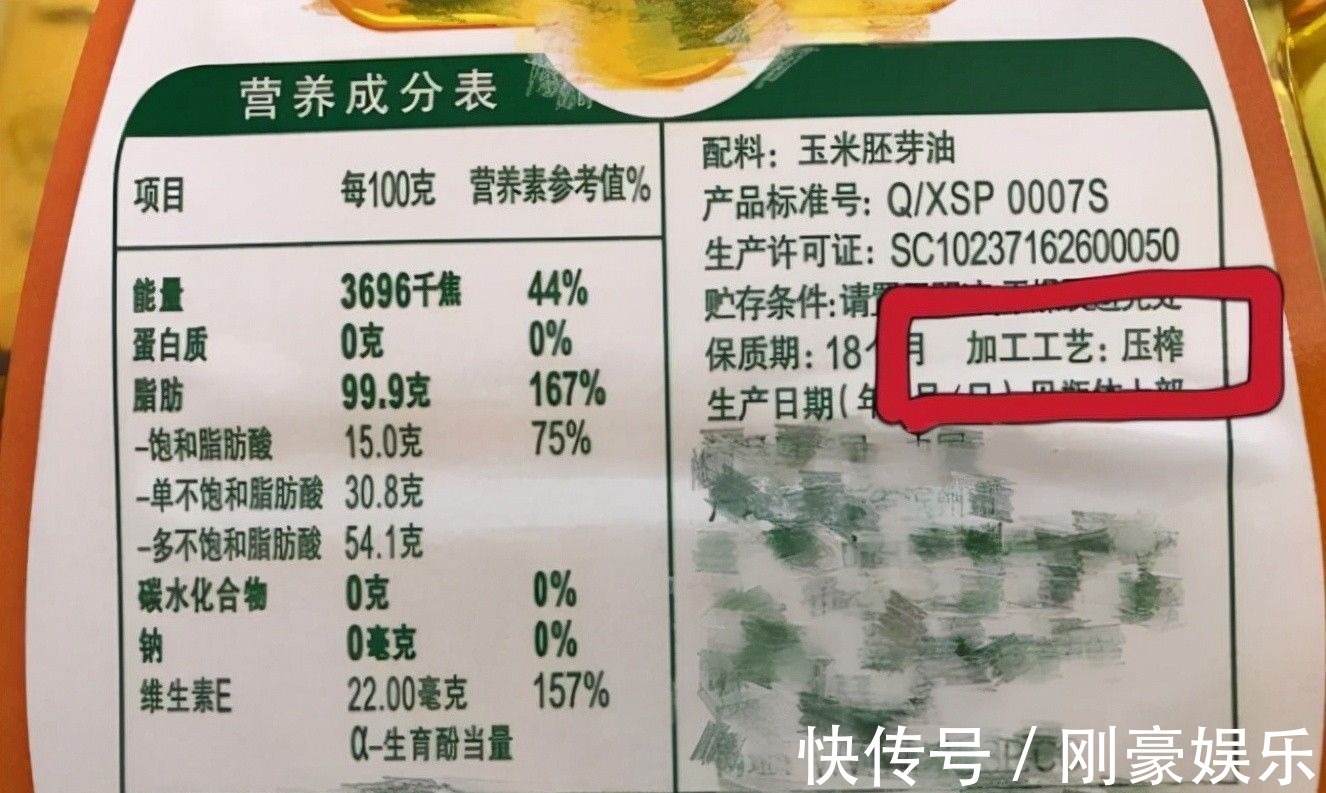 营养成分表
项目 每100克 营养素参考值%
能量 3696千焦 44%
蛋白质 0克 0%
脂肪 99.9克 167%
-饱和脂肪酸 15.0克 75%
-单不饱和脂肪酸 30.8克
-多不饱和脂肪酸 54.1克
碳水化合物 0克 0%
钠 0毫克 0%
维生素E 22.00毫克 157%
α-生育酚当量
配料：玉米胚芽油
产品标准号：Q/XSP 0007S
生产许可证：SC10237162600050
贮存条件：请
保质期：18个月 加工工艺：压榨
生产日期(年
快传号 / 刚豪娱乐